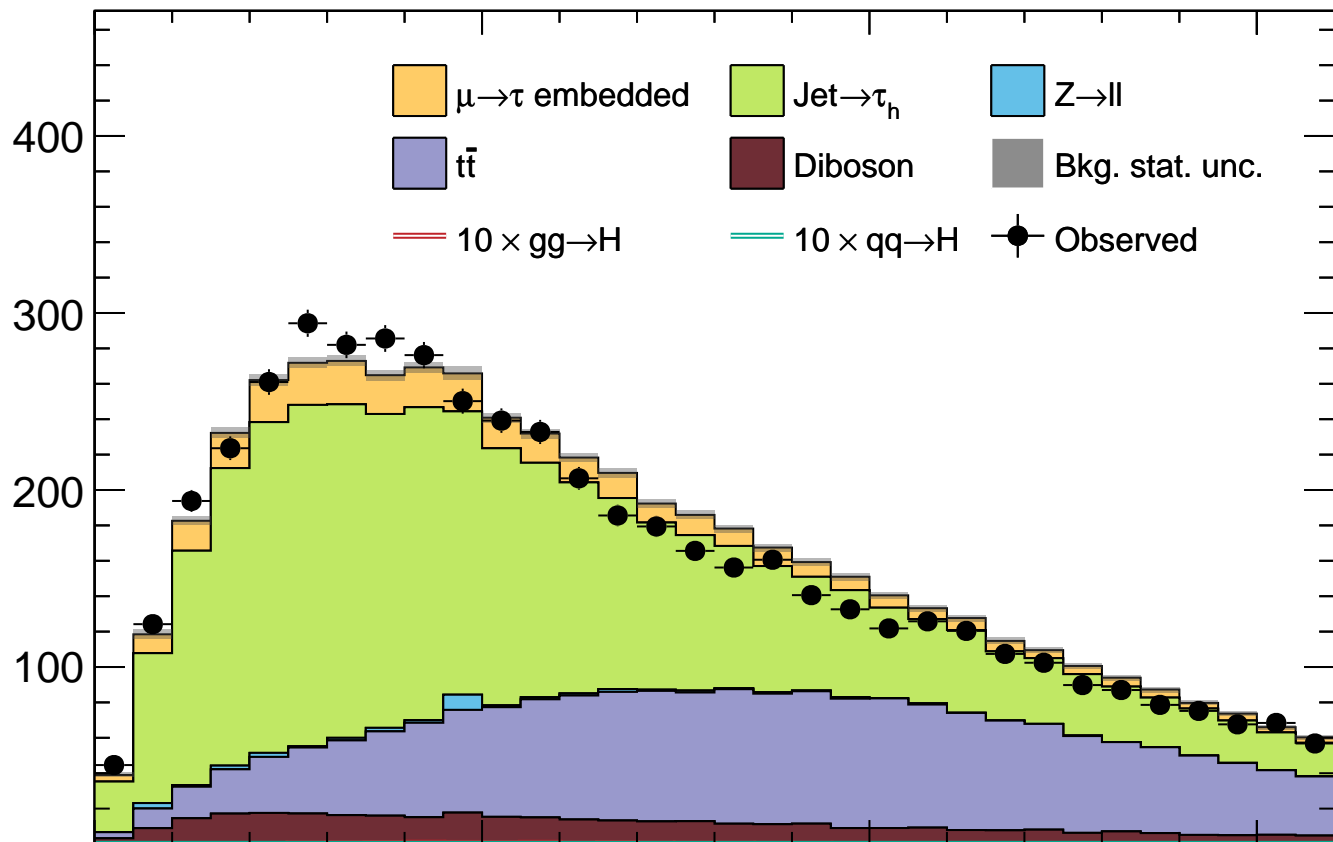 μ→τ embedded Jet→τₕ Z→ll
400
tt̄ Diboson Bkg. stat. unc.
10 × gg→H 10 × qq→H Observed
300
200
100